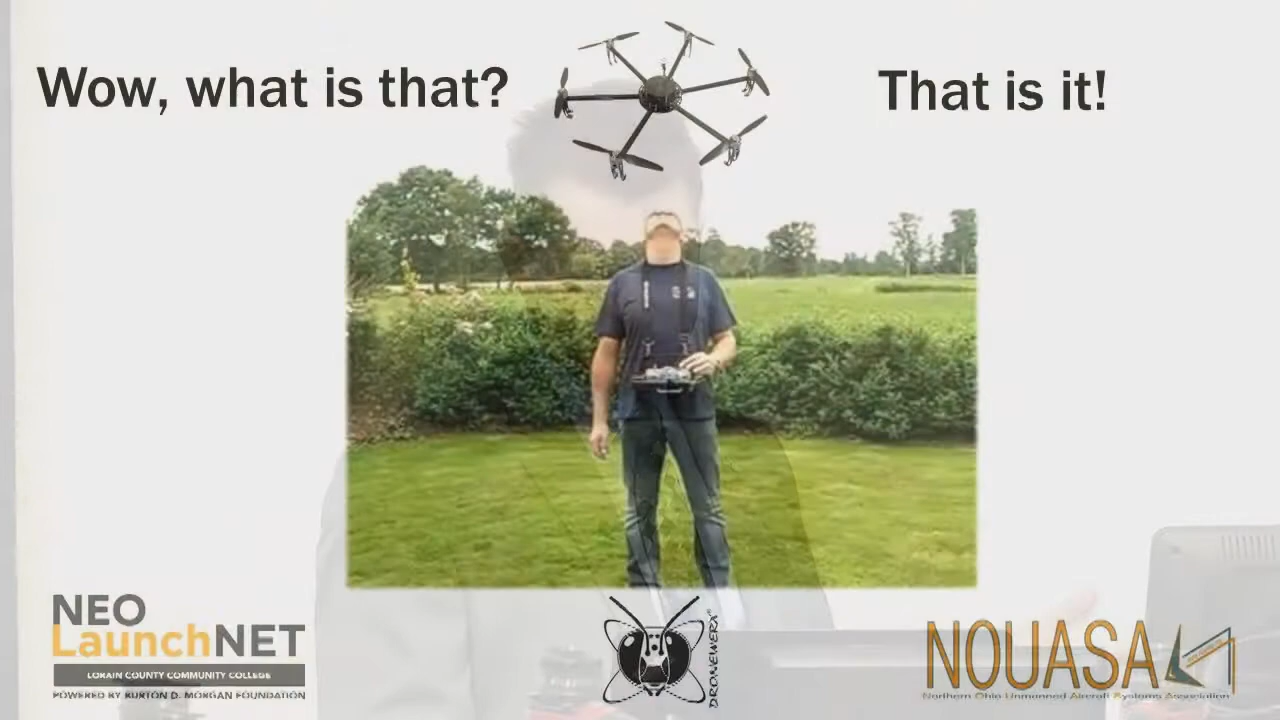 Wow, what is that?
That is it!
NEO
LaunchNET
LORAIN COUNTY COMMUNITY COLLEGE
POWERED BY BURTON D. MORGAN FOUNDATION
DRONEWERX
NOUASA
Northern Ohio Unmanned Aircraft Systems Association